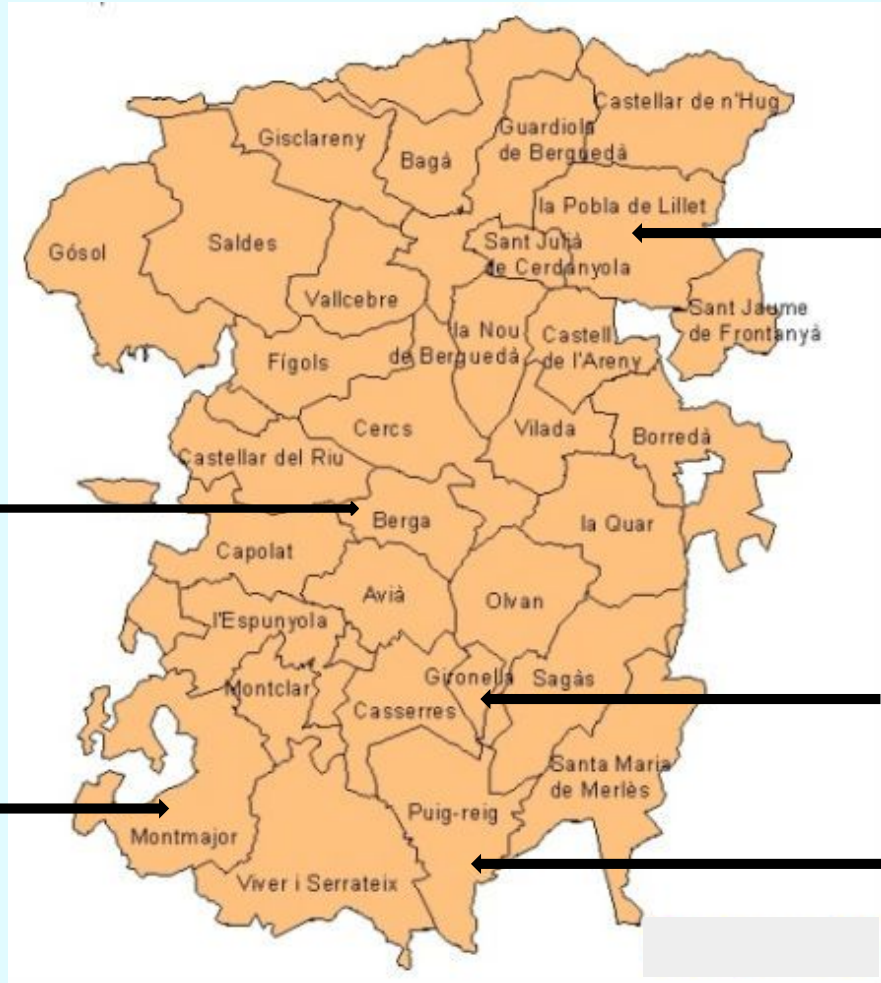 Castellar de n'Hug
Gisclareny
Guardiola
de Berguedà
Bagà
la Pobla de Lillet
Gósol
Saldes
Sant Julià
de Cerdanyola
Vallcebre
Sant Jaume
de Frontanyà
la Nou
de Berguedà
Castell
de l'Areny
Fígols
Cercs
Vilada
Borredà
Castellar del Riu
Berga
la Quar
Capolat
Avià
Olvan
l'Espunyola
Gironella
Sagàs
Montclar
Casserres
Santa Maria
de Merlès
Puig-reig
Montmajor
Viver i Serrateix